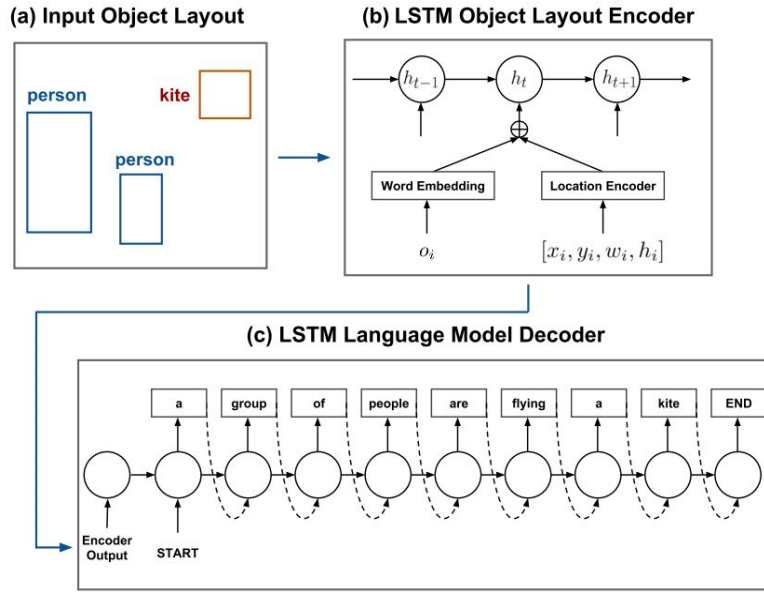 (a) Input Object Layout
person
kite
person
(b) LSTM Object Layout Encoder
h_{t-1} h_t h_{t+1}
⊕
Word Embedding Location Encoder
o_i [x_i, y_i, w_i, h_i]
(c) LSTM Language Model Decoder
a group of people are flying a kite END
Encoder
Output
START